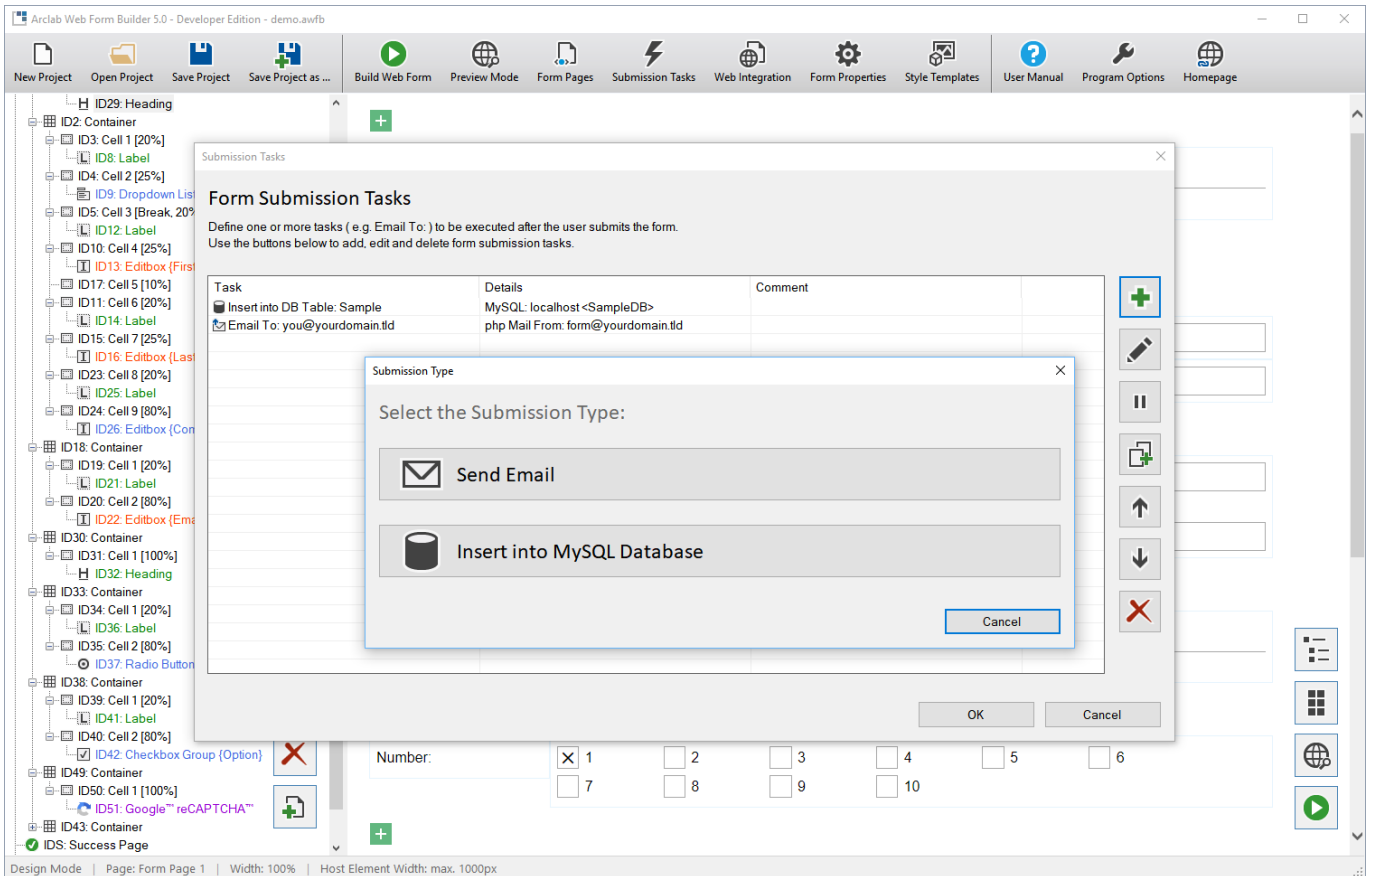 Arclab Web Form Builder 5.0 - Developer Edition - demo.awfb
New Project
Open Project
Save Project
Save Project as ...
Build Web Form
Preview Mode
Form Pages
Submission Tasks
Web Integration
Form Properties
Style Templates
User Manual
Program Options
Homepage
ID29: Heading
ID2: Container
ID3: Cell 1 [20%]
ID8: Label
ID4: Cell 2 [25%]
ID9: Dropdown Lis
ID5: Cell 3 [Break, 20%
ID12: Label
ID10: Cell 4 [25%]
ID13: Editbox {First
ID17: Cell 5 [10%]
ID11: Cell 6 [20%]
ID14: Label
ID15: Cell 7 [25%]
ID16: Editbox {Last
ID23: Cell 8 [20%]
ID25: Label
ID24: Cell 9 [80%]
ID26: Editbox {Com
ID18: Container
ID19: Cell 1 [20%]
ID21: Label
ID20: Cell 2 [80%]
ID22: Editbox {Ema
ID30: Container
ID31: Cell 1 [100%]
ID32: Heading
ID33: Container
ID34: Cell 1 [20%]
ID36: Label
ID35: Cell 2 [80%]
ID37: Radio Button
ID38: Container
ID39: Cell 1 [20%]
ID41: Label
ID40: Cell 2 [80%]
ID42: Checkbox Group {Option}
ID49: Container
ID50: Cell 1 [100%]
ID51: Google™ reCAPTCHA™
ID43: Container
IDS: Success Page
Submission Tasks
Form Submission Tasks
Define one or more tasks ( e.g. Email To: ) to be executed after the user submits the form.
Use the buttons below to add, edit and delete form submission tasks.
Task Details Comment
Insert into DB Table: Sample MySQL: localhost <SampleDB>
Email To: you@yourdomain.tld php Mail From: form@yourdomain.tld
Submission Type
Select the Submission Type:
Send Email
Insert into MySQL Database
Cancel
OK Cancel
Number: 1 2 3 4 5 6
7 8 9 10
Design Mode | Page: Form Page 1 | Width: 100% | Host Element Width: max. 1000px